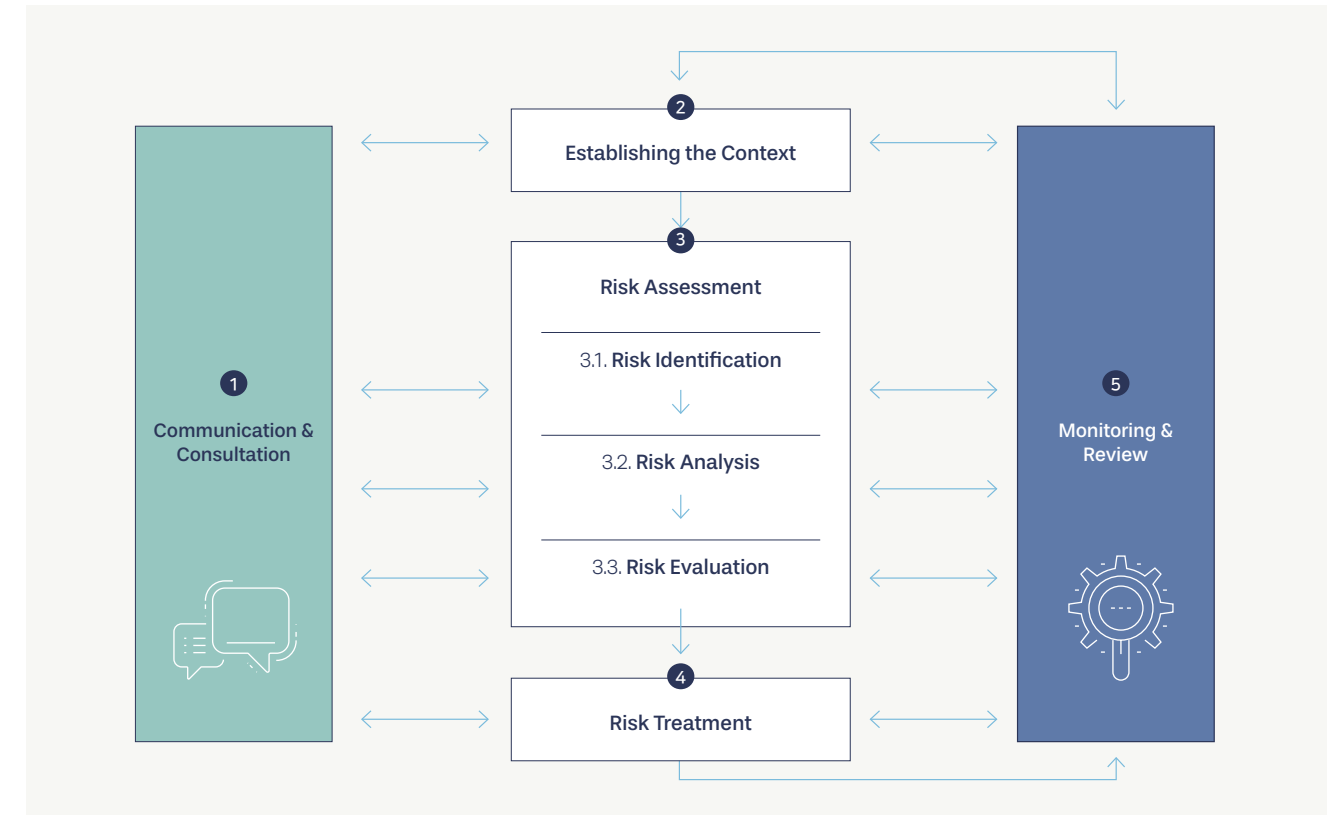 1
Communication &
Consultation
2
Establishing the Context
3
Risk Assessment
3.1. Risk Identification
3.2. Risk Analysis
3.3. Risk Evaluation
4
Risk Treatment
5
Monitoring &
Review